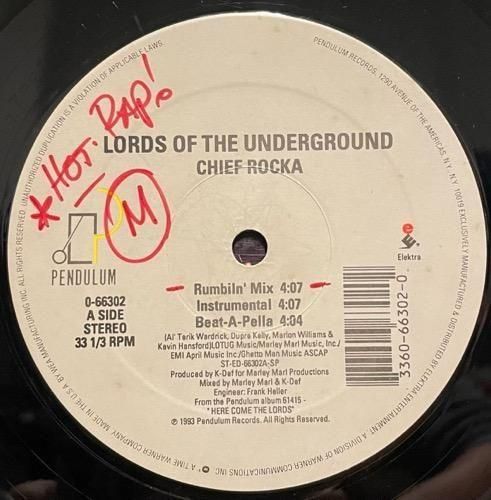 UNAUTHORIZED DUPLICATION IS A VIOLATION OF APPLICABLE LAWS.
PENDULUM RECORDS, 1290 AVENUE OF THE AMERICAS, N.Y., N.Y. 10019 EXCLUSIVELY MANUFACTURED & DISTRIBUTED BY ELEKTRA ENTERTAINMENT, A DIVISION OF WARNER COMMUNICATIONS INC.
* HOT. RAP!
LORDS OF THE UNDERGROUND
CHIEF ROCKA
M
PENDULUM
e
Elektra
0-66302
A SIDE
STEREO
33 1/3 RPM
- Rumbiln' Mix 4:07 -
Instrumental 4:07
Beat-A-Pella 4:04
3360-66302-0
(Al' Terik Wardrick, Dupre Kelly, Marion Williams &
Kevin Hansford)LOTUG Music/Marley Marl Music, Inc./
EMI April Music Inc./Ghetto Man Music ASCAP
ST-ED-66302A-SP
Produced by K-Def for Marley Marl Productions
Mixed by Marley Marl & K-Def
Engineer: Frank Heller
From the Pendulum album 61415 -
"HERE COME THE LORDS"
℗ 1993 Pendulum Records. All Rights Reserved.
A TIME WARNER COMPANY. MADE IN U.S.A BY WEA MANUFACTURING INC. ALL RIGHTS RESERVED.